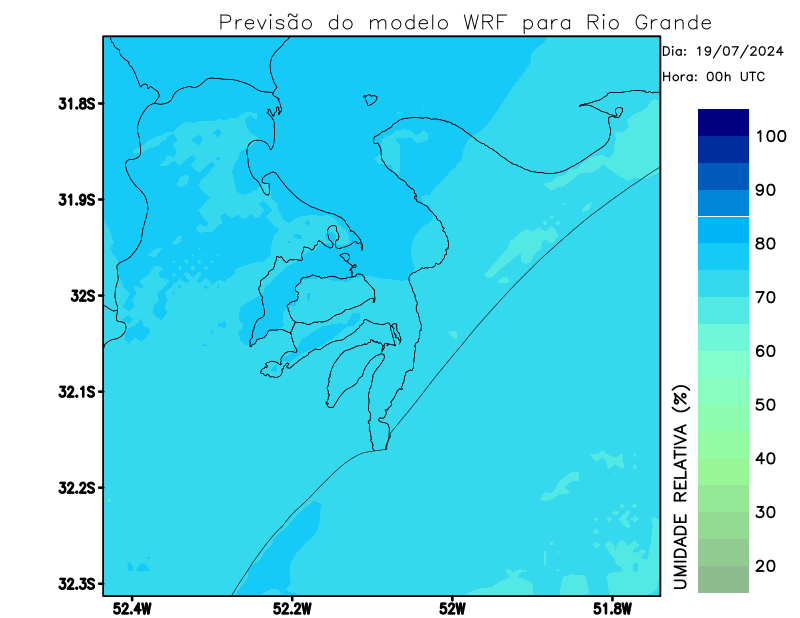 Previsão do modelo WRF para Rio Grande
Dia: 19/07/2024
Hora: 00h UTC
31.8S
31.9S
32S
32.1S
32.2S
32.3S
52.4W
52.2W
52W
51.8W
100
90
80
70
60
50
40
30
20
UMIDADE RELATIVA (%)